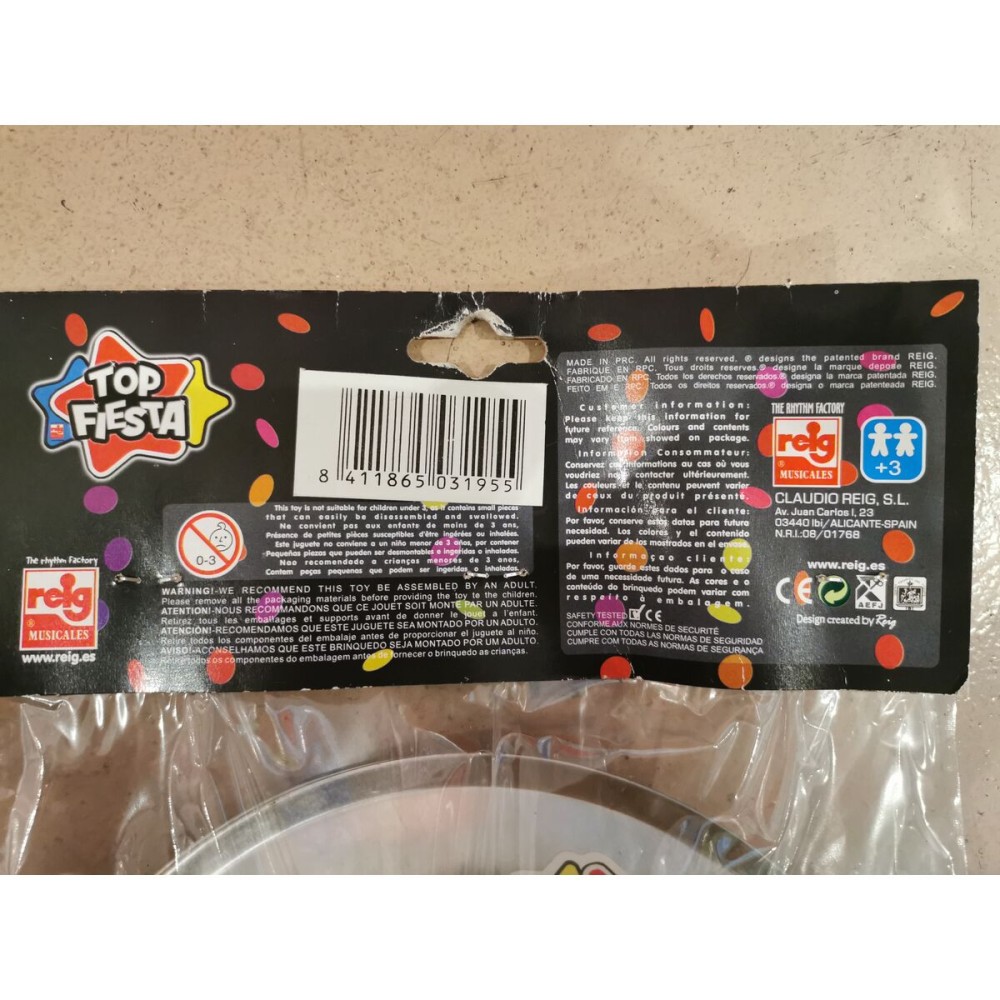 TOP
FIESTA
8 411865 031955
0-3
This toy is not suitable for children under 3, as it contains small pieces
that can easily be disassembled and swallowed.
Ne convient pas aux enfants de moins de 3 ans.
Présence de petites pièces susceptibles d'être ingérées ou inhalées.
Este juguete no conviene a un niño menor de 3 años, por contener
Pequeñas piezas que puedan ser desmontables e ingeridas o inhaladas.
Nao recomendado a crianças menores de 3 anos.
Contem peças pequenas que podem ser ingeridas o inhaladas.
The rhythm Factory
reig
MUSICALES
www.reig.es
WARNING!-WE RECOMMEND THIS TOY BE ASSEMBLED BY AN ADULT.
Please remove all the packaging materials before providing the toy to the children.
ATENTION!-NOUS RECOMMANDONS QUE CE JOUET SOIT MONTE PAR UN ADULTE.
Retirez tous les emballages et supports avant de donner le jouet a l'enfant.
ATENCIÓN!-RECOMENDAMOS QUE ESTE JUGUETE SEA MONTADO POR UN ADULTO.
Retire todos los componentes del embalaje antes de proporcionar el juguete al niño.
AVISO!-ACONSELHAMOS QUE ESTE BRINQUEDO SEJA MONTADO POR UM ADULTO.
Retire todos os componentes do embalagem antes de fornecer o brinquedo as crianças.
MADE IN PRC. All rights reserved. ® designs the patented brand REIG.
FABRIQUE EN RPC. Tous droits reserves.® designe la marque depose REIG.
FABRICADO EN RPC. Todos los derechos reservados.® designa la marca patentada REIG.
FEITO EM RPC. Todos os direitos reservados.® designa o marca patenteada REIG.
Customer information:
Please keep this information for
future reference. Colours and contents
may vary from showed on package.
Information Consommateur:
Conservez ces informations au cas où vous
voudriez nous contacter ultérieurement.
Les couleurs et le contenu peuvent varier
de ceux du produit présenté.
Información para el cliente:
Por favor, conserve estos datos para futuro
necesidad. Los colores y el contenido
pueden variar de los mostrados en el envase.
Informaçao cliente:
Por favor, guarde estes dados para o caso
de uma necessidade futura. As cores e o
conteúdo de brinquedo podem variar com
respeito à embalagem.
SAFETY TESTED CE
CONFORME AUX NORMES DE SECURITÉ
CUMPLE CON TODAS LAS NORMAS DE SEGURIDAD
CUMPRE COM TODAS AS NORMAS DE SEGURANÇA
THE RHYTHM FACTORY
reig
®
MUSICALES
+3
CLAUDIO REIG, S.L.
Av. Juan Carlos I, 23
03440 Ibi/ALICANTE-SPAIN
N.R.I.:08/01768
www.reig.es
CE
AEFJ
Design created by Reig